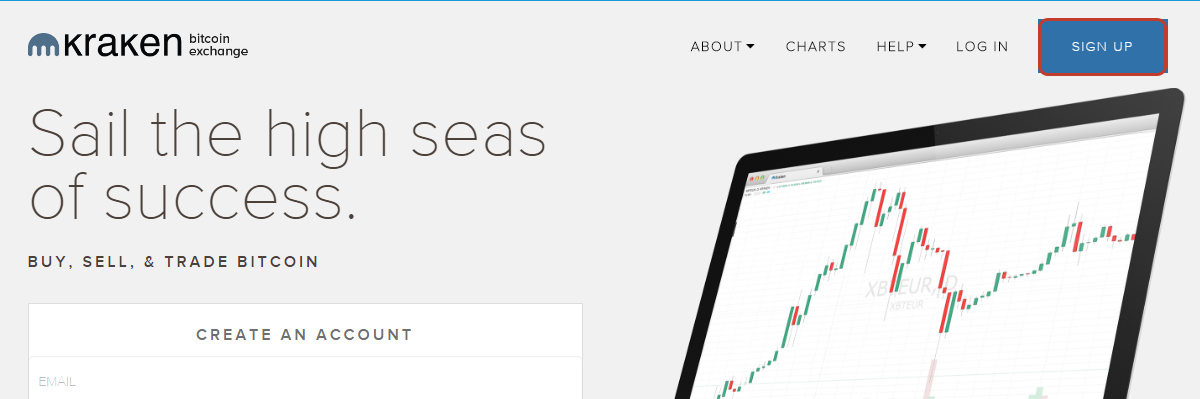 kraken bitcoin
exchange
ABOUT CHARTS HELP LOG IN SIGN UP
Sail the high seas
of success.
BUY, SELL, & TRADE BITCOIN
CREATE AN ACCOUNT
EMAIL
XBTEUR, D
XBTEUR